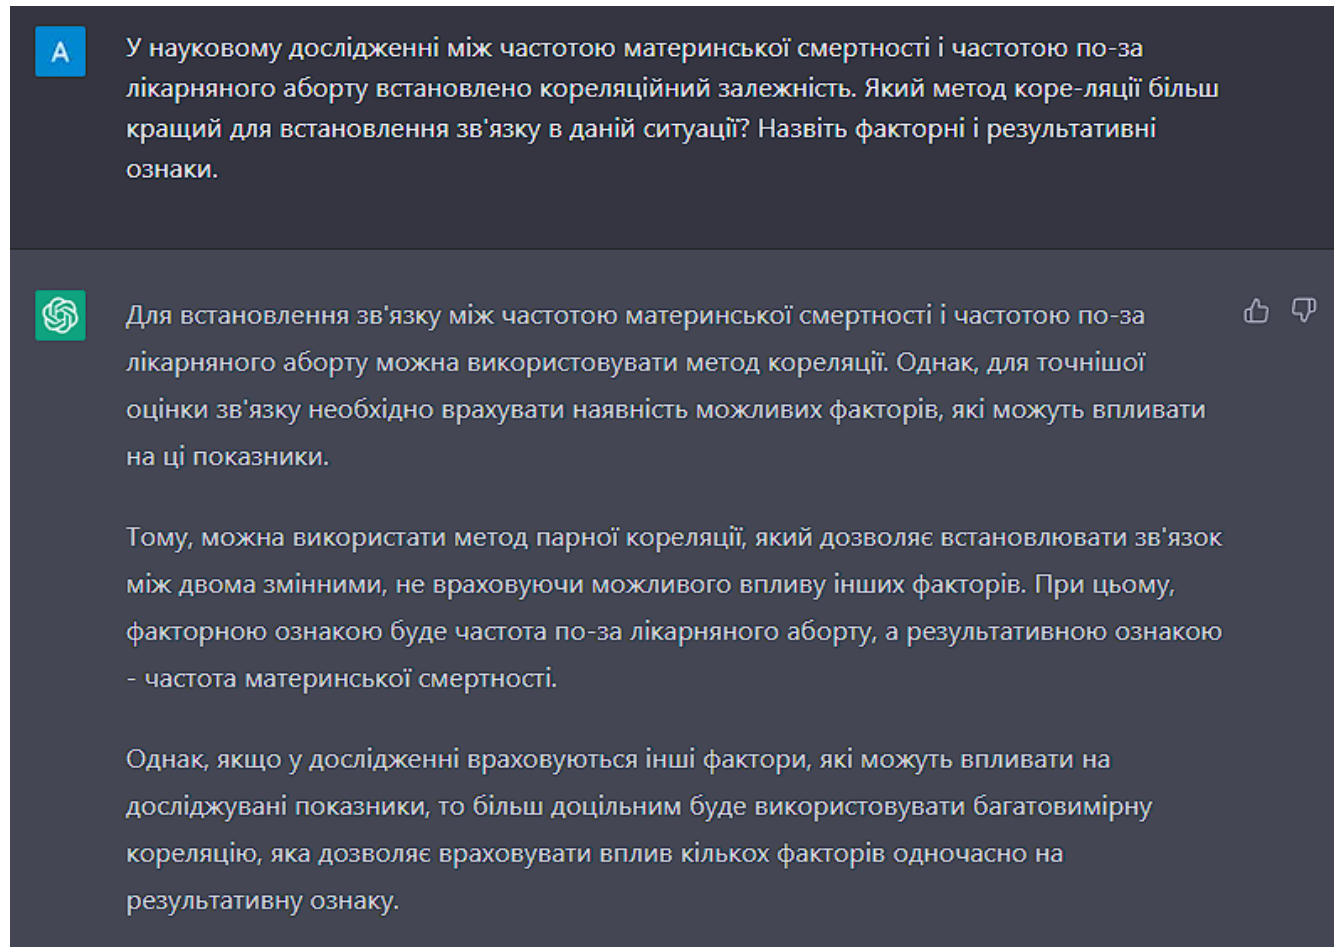 A
У науковому дослідженні між частотою материнської смертності і частотою по-за
лікарняного аборту встановлено кореляційний залежність. Який метод коре-ляції більш
кращий для встановлення зв'язку в даній ситуації? Назвіть факторні і результативні
ознаки.
Для встановлення зв'язку між частотою материнської смертності і частотою по-за
лікарняного аборту можна використовувати метод кореляції. Однак, для точнішої
оцінки зв'язку необхідно врахувати наявність можливих факторів, які можуть впливати
на ці показники.
Тому, можна використати метод парної кореляції, який дозволяє встановлювати зв'язок
між двома змінними, не враховуючи можливого впливу інших факторів. При цьому,
факторною ознакою буде частота по-за лікарняного аборту, а результативною ознакою
- частота материнської смертності.
Однак, якщо у дослідженні враховуються інші фактори, які можуть впливати на
досліджувані показники, то більш доцільним буде використовувати багатовимірну
кореляцію, яка дозволяє враховувати вплив кількох факторів одночасно на
результативну ознаку.